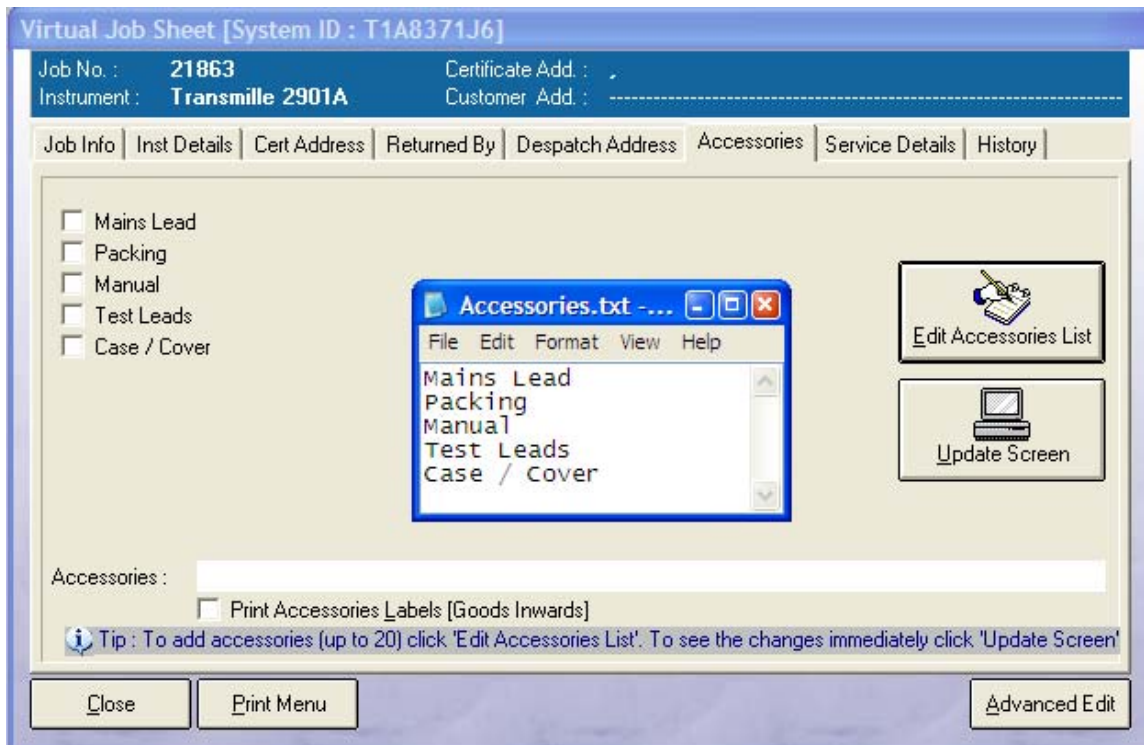 Virtual Job Sheet [System ID : T1A8371J6]
Job No. : 21863 Certificate Add. : ,
Instrument : Transmille 2901A Customer Add. : --------------------------------------------------------------------------------
Job Info Inst Details Cert Address Returned By Despatch Address Accessories Service Details History
Mains Lead
Packing
Manual
Test Leads
Case / Cover
Accessories.txt -...
File Edit Format View Help
Mains Lead
Packing
Manual
Test Leads
Case / Cover
Edit Accessories List
Update Screen
Accessories :
Print Accessories Labels [Goods Inwards]
Tip : To add accessories (up to 20) click 'Edit Accessories List'. To see the changes immediately click 'Update Screen'
Close Print Menu Advanced Edit